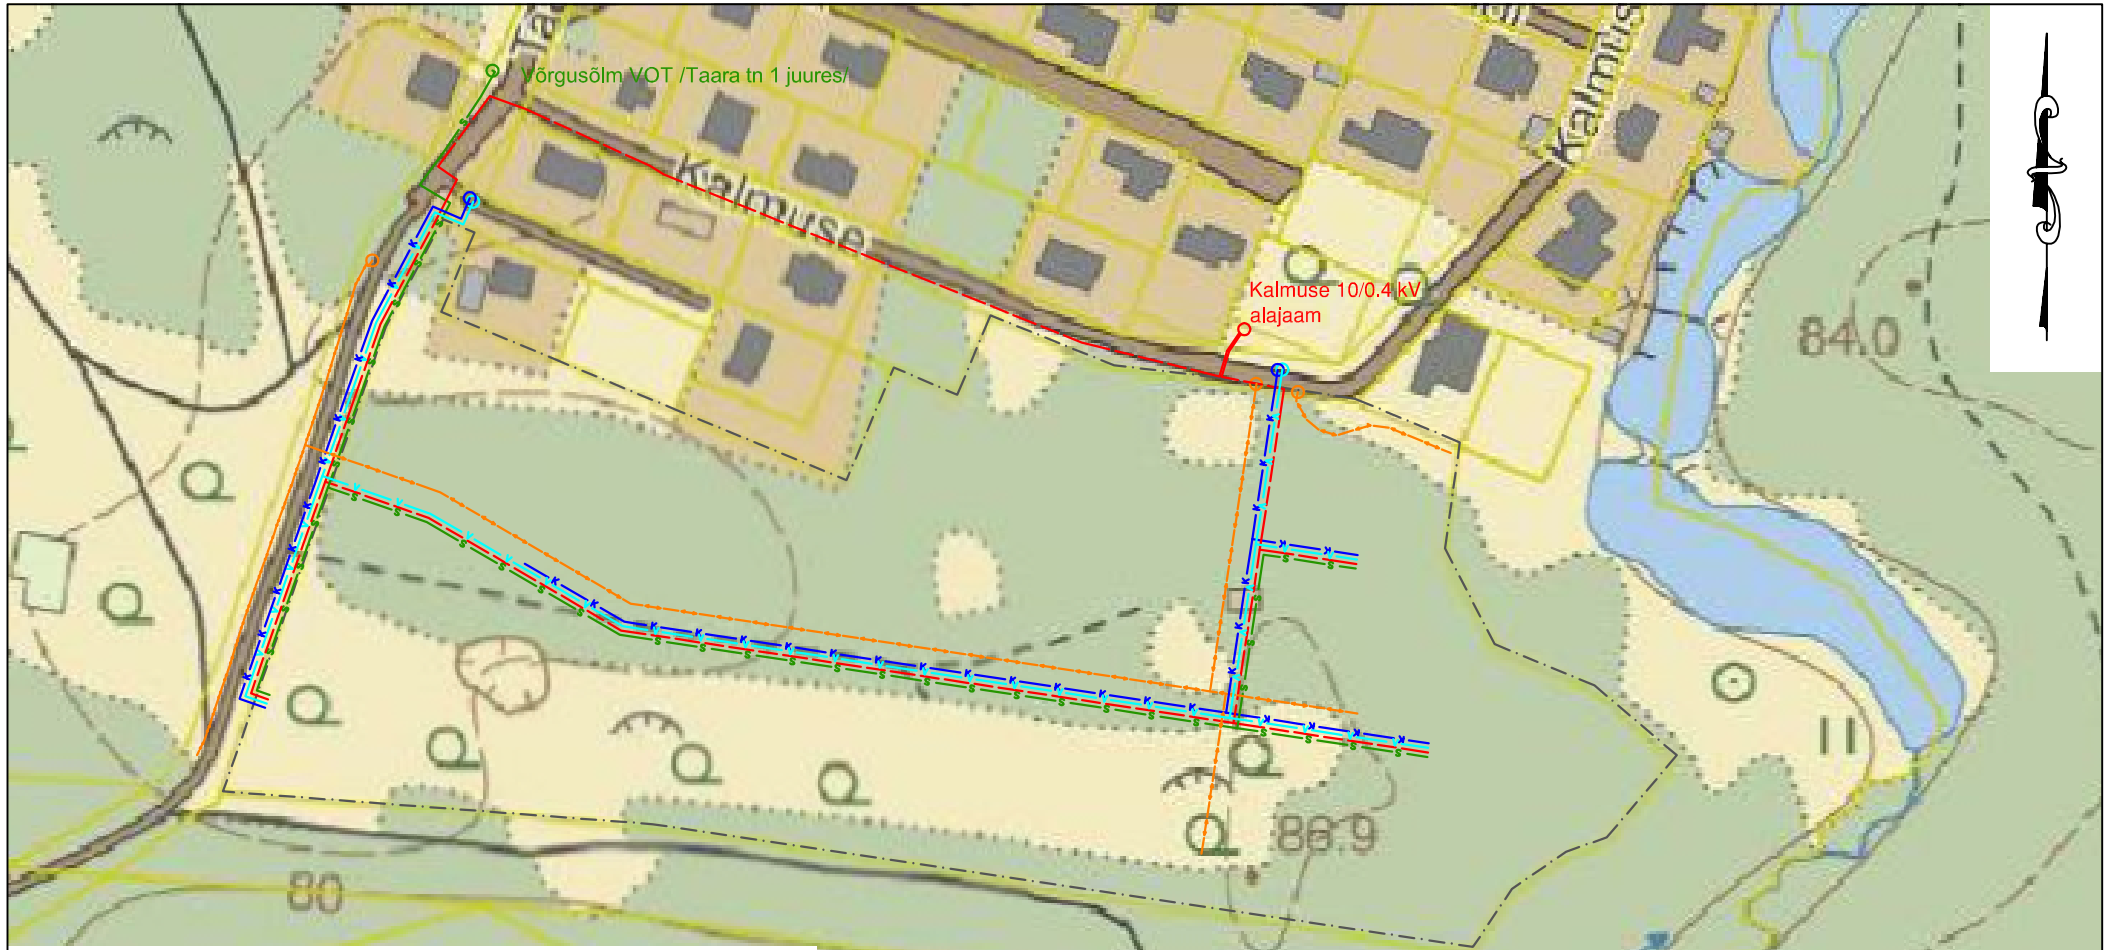 Ta
Võrgusõlm VOT /Taara tn 1 juures/
Kalmuse
Kalmus
Kalmuse 10/0.4 kV
alajaam
84.0
86.9
80